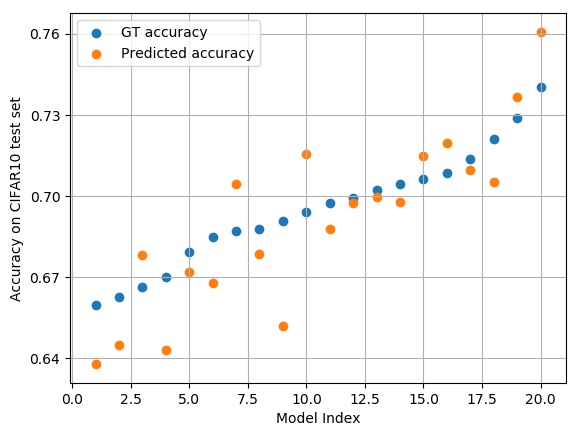 GT accuracy
Predicted accuracy
Accuracy on CIFAR10 test set
0.76
0.73
0.70
0.67
0.64
0.0 2.5 5.0 7.5 10.0 12.5 15.0 17.5 20.0
Model Index